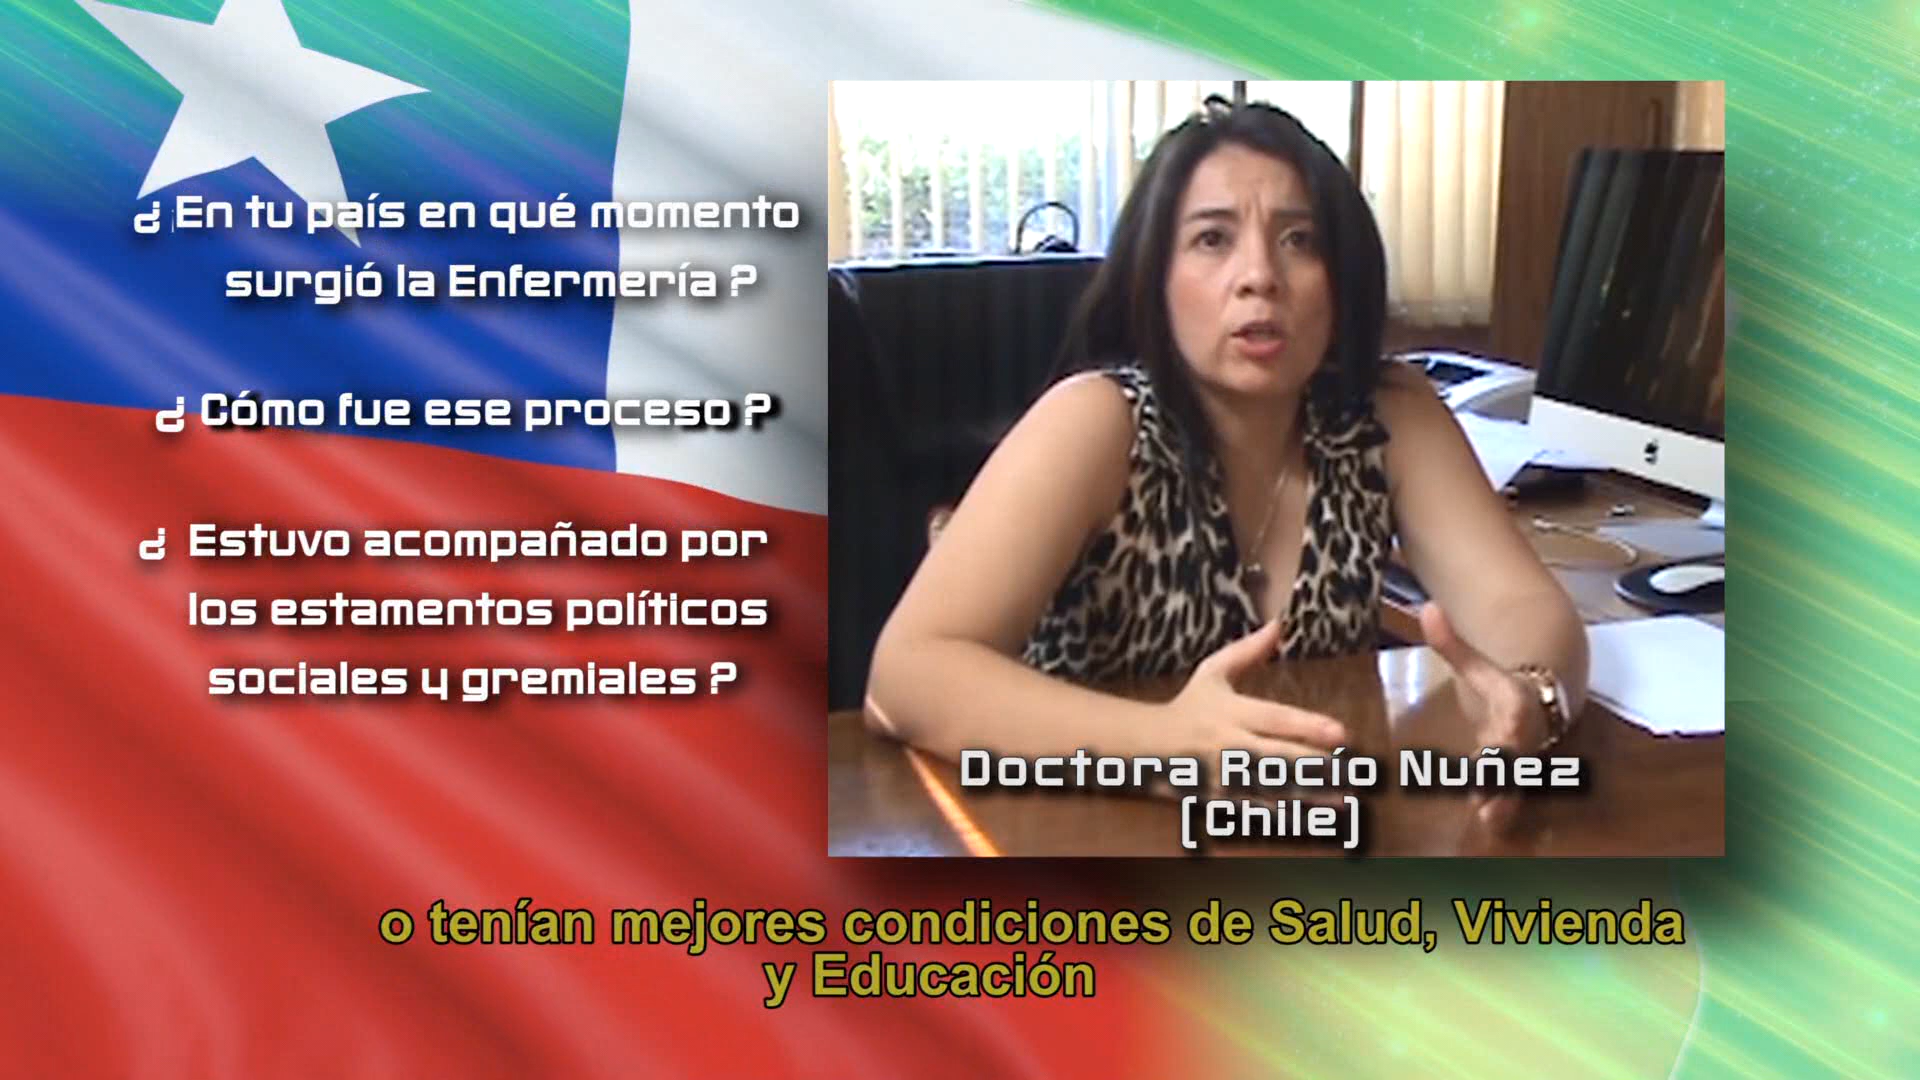 ¿ En tu país en qué momento
surgió la Enfermería ?
¿ Cómo fue ese proceso ?
¿ Estuvo acompañado por
los estamentos políticos
sociales y gremiales ?
Doctora Rocío Nuñez
(Chile)
o tenían mejores condiciones de Salud, Vivienda
y Educación